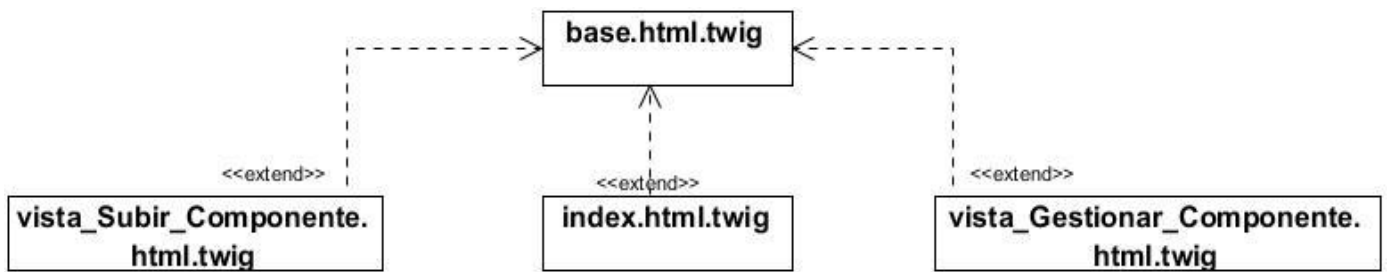 base.html.twig
<<extend>>
<<extend>>
<<extend>>
vista_Subir_Componente.
html.twig
index.html.twig
vista_Gestionar_Componente.
html.twig